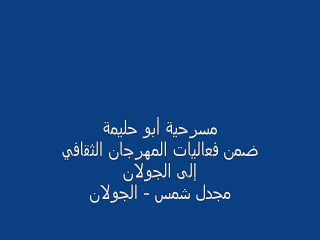 مسرحية أبو حليمة
ضمن فعاليات المهرجان الثقافي
إلى الجولان
مجدل شمس - الجولان